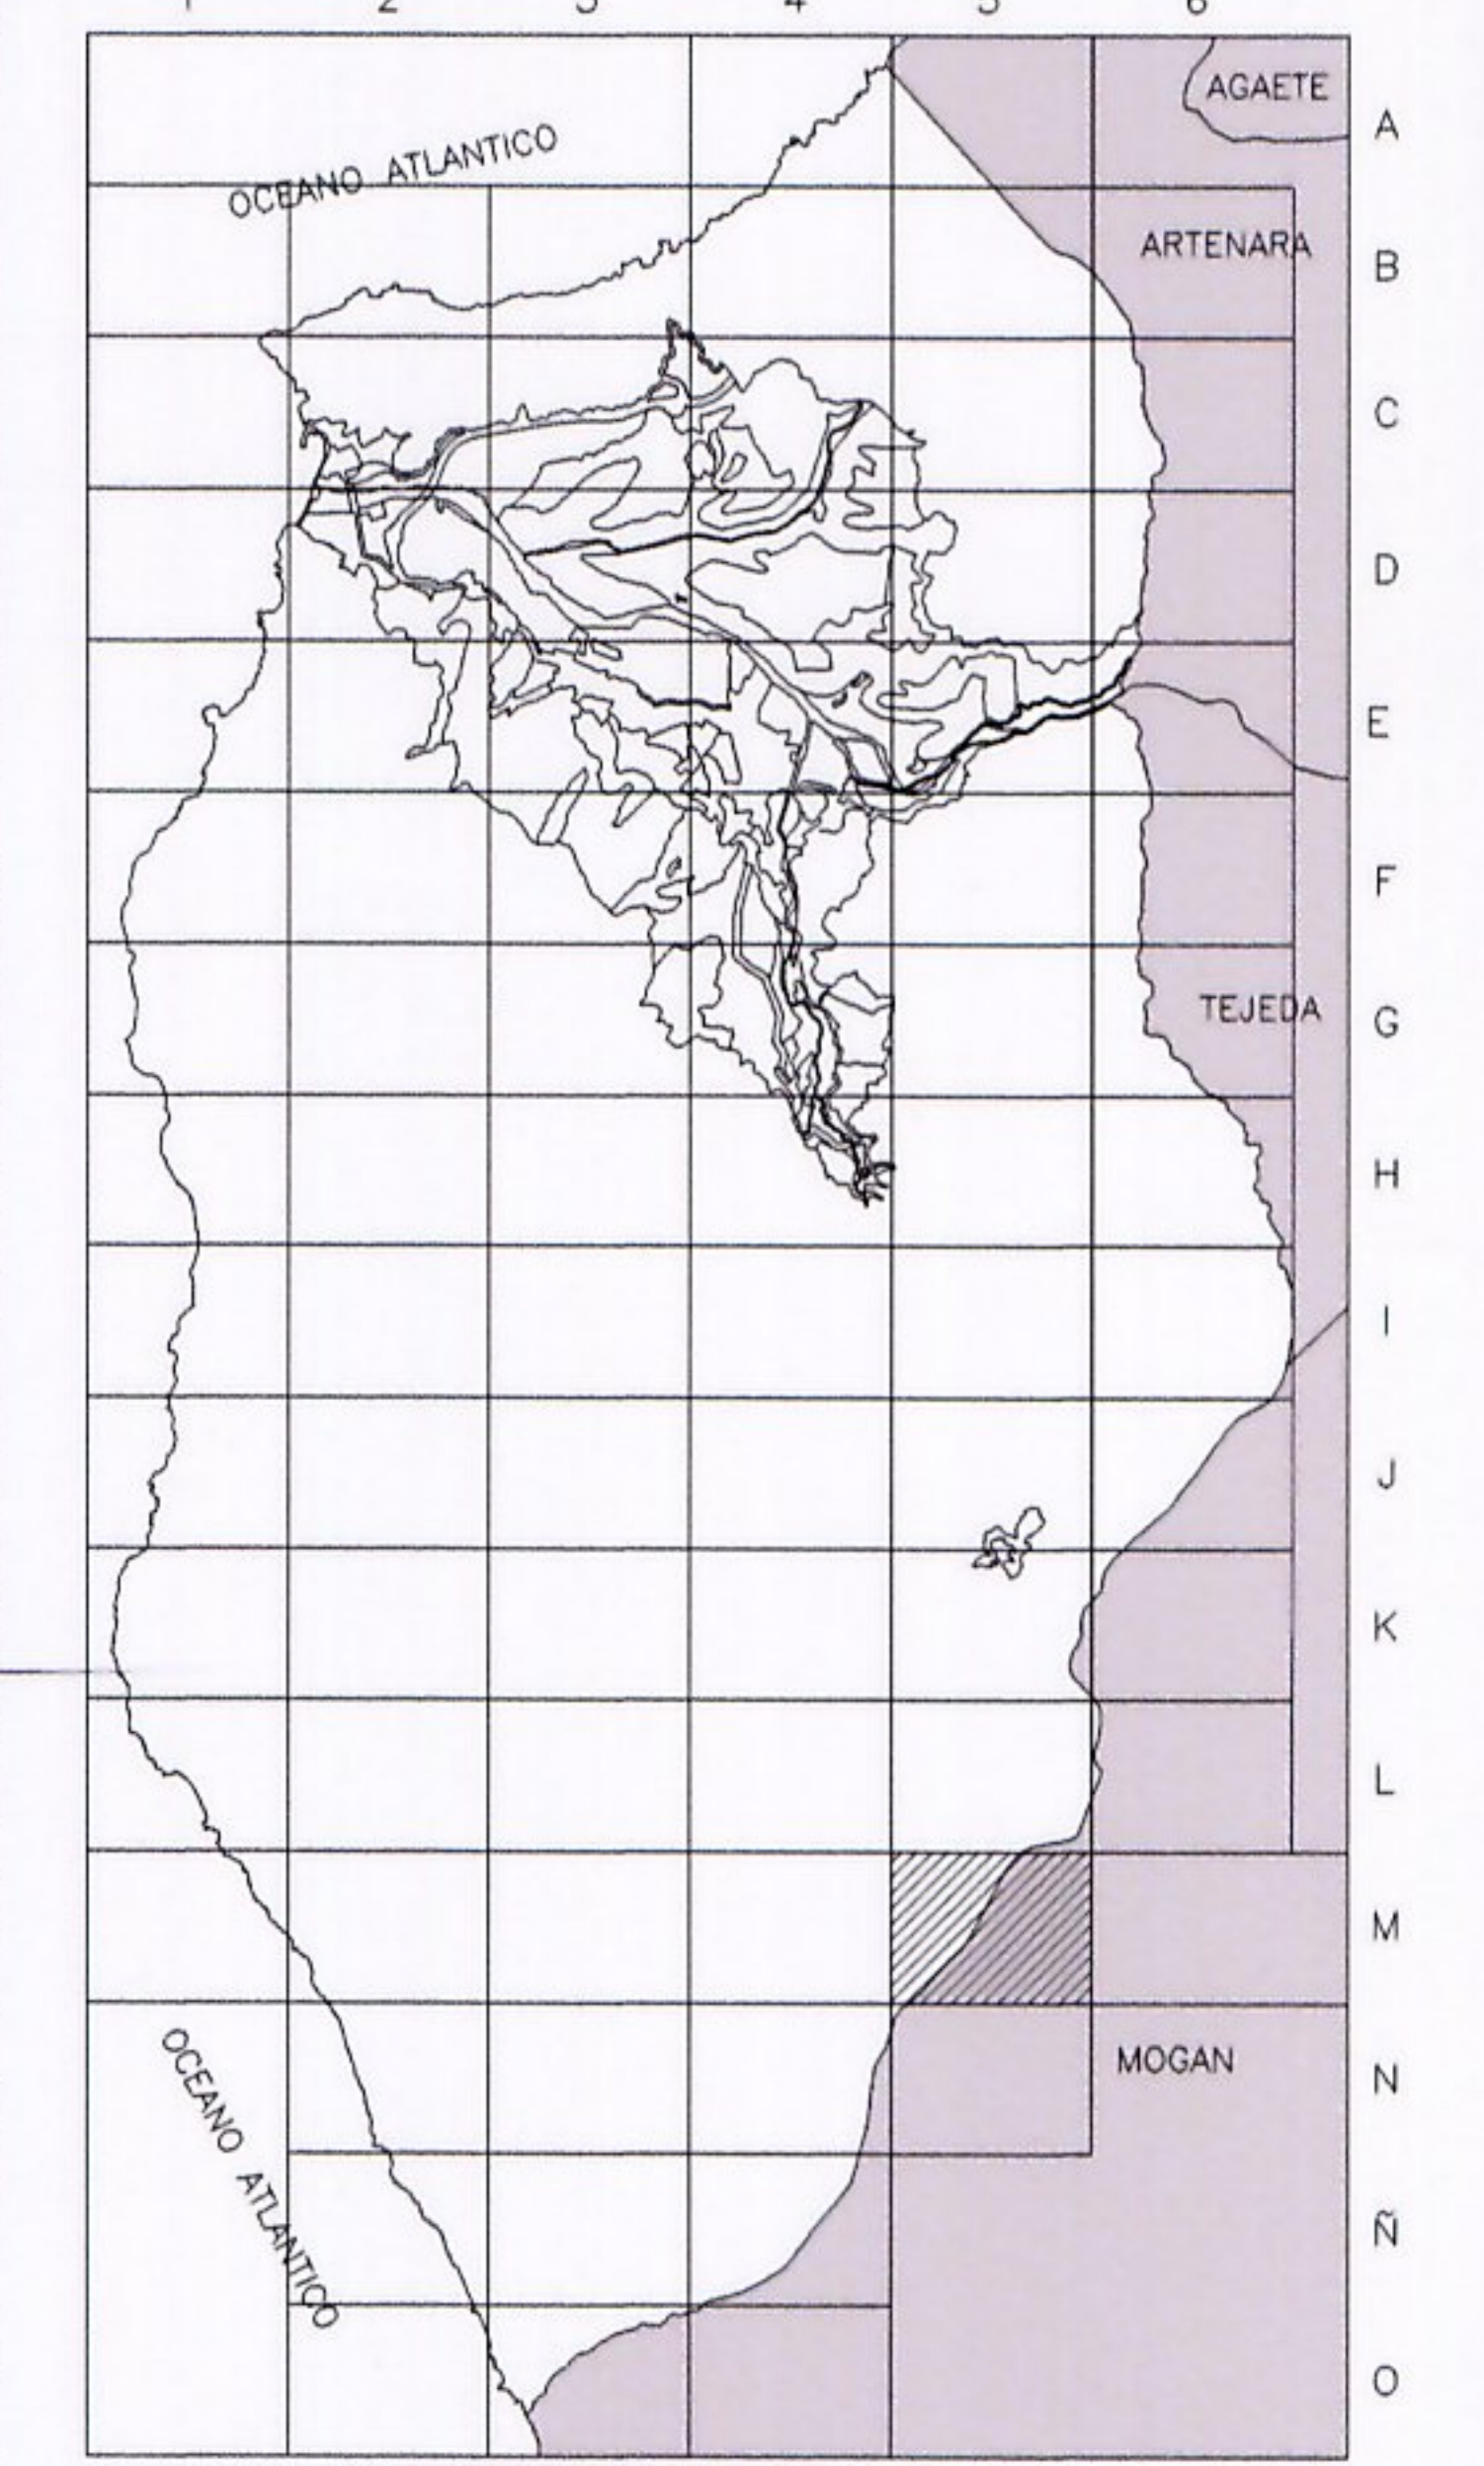 1 2 3 4 5 6
AGAETE
A
OCEANO ATLANTICO
ARTENARA
B
C
D
E
F
TEJEDA
G
H
I
J
K
L
M
OCEANO ATLANTICO
MOGAN
N
Ñ
O